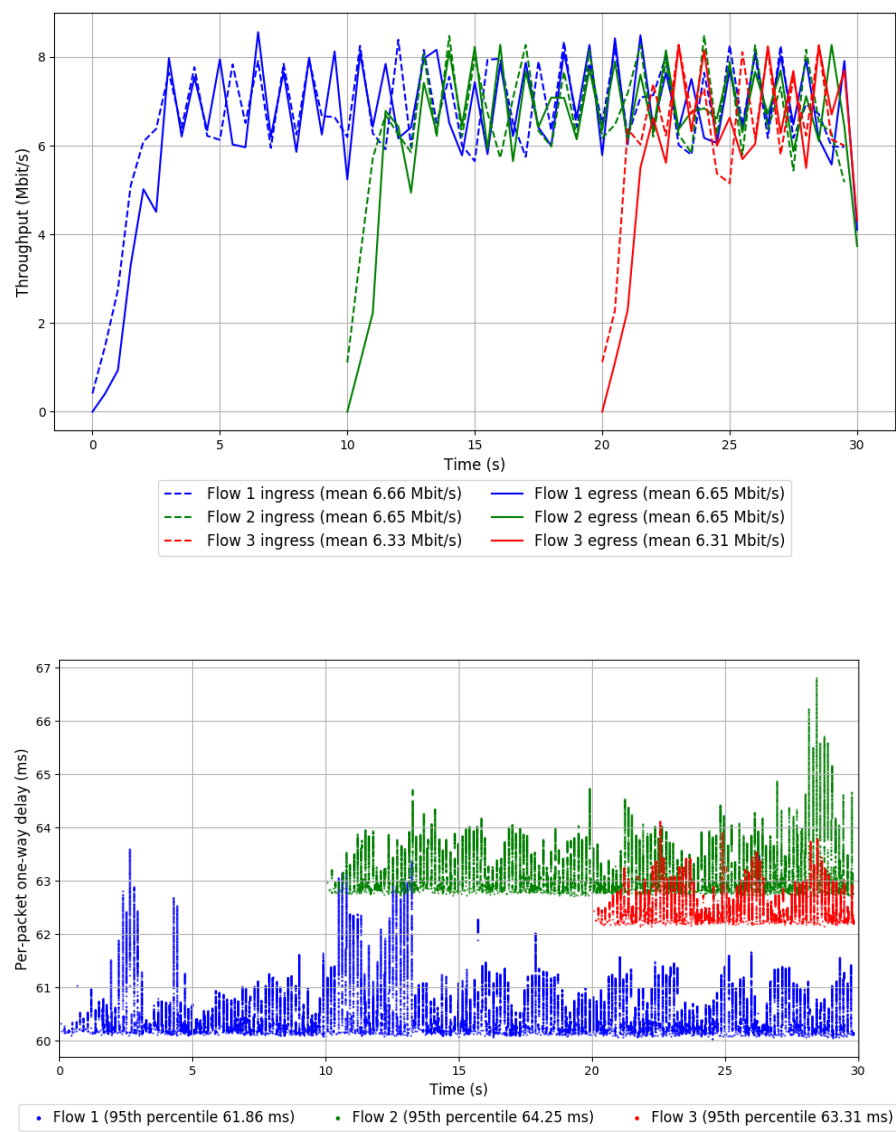 8
6
4
2
0
Throughput (Mbit/s)
0 5 10 15 20 25 30
Time (s)
Flow 1 ingress (mean 6.66 Mbit/s) Flow 1 egress (mean 6.65 Mbit/s)
Flow 2 ingress (mean 6.65 Mbit/s) Flow 2 egress (mean 6.65 Mbit/s)
Flow 3 ingress (mean 6.33 Mbit/s) Flow 3 egress (mean 6.31 Mbit/s)
67
66
65
64
63
62
61
60
Per-packet one-way delay (ms)
0 5 10 15 20 25 30
Time (s)
Flow 1 (95th percentile 61.86 ms) Flow 2 (95th percentile 64.25 ms) Flow 3 (95th percentile 63.31 ms)